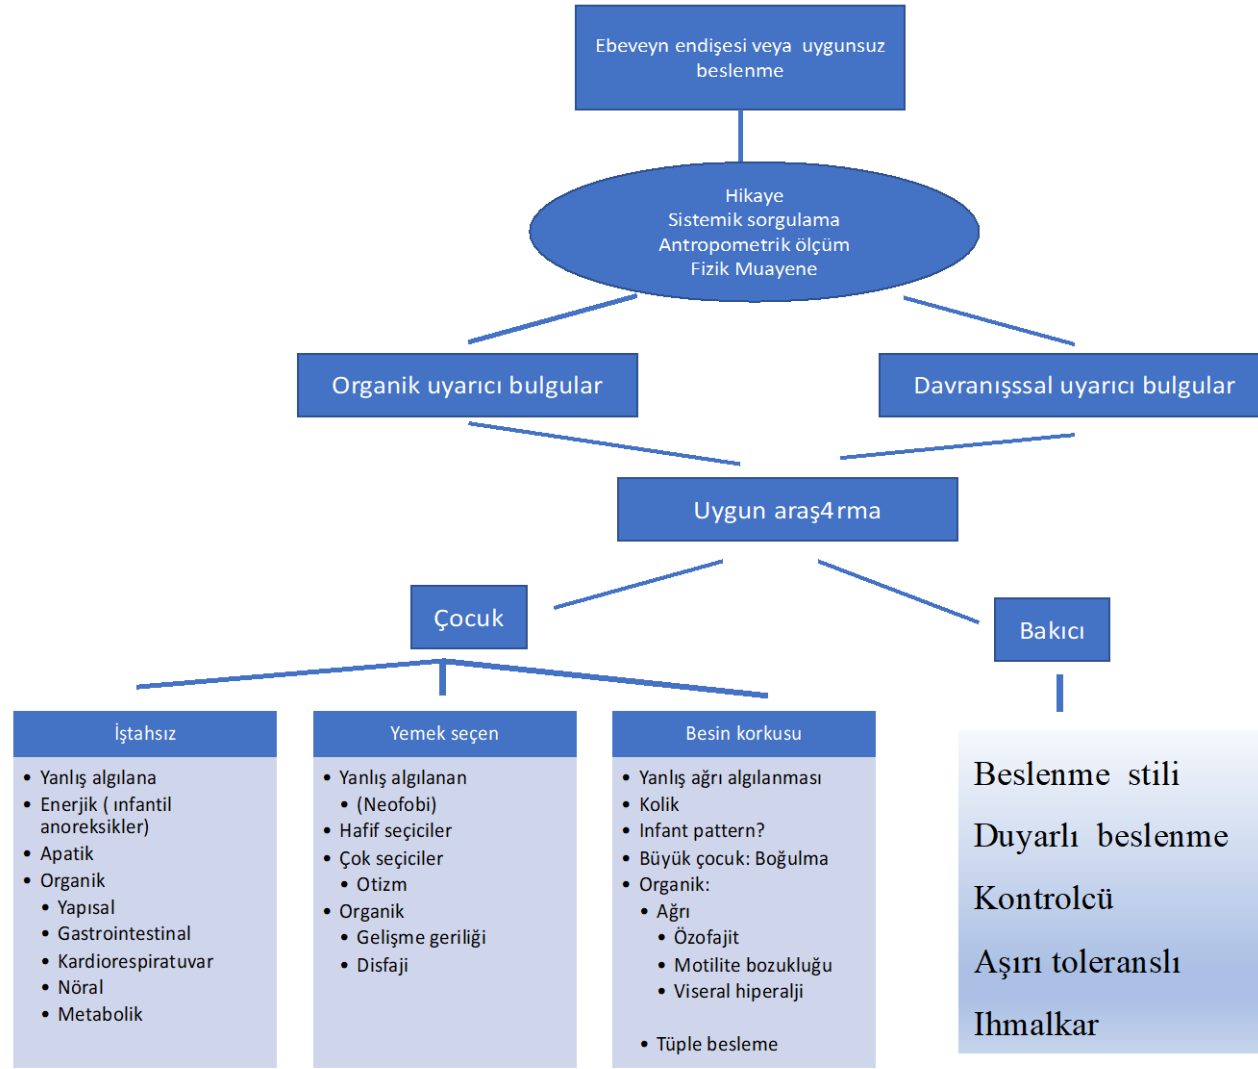 Ebeveyn endişesi veya uygunsuz
beslenme
Hikaye
Sistemik sorgulama
Antropometrik ölçüm
Fizik Muayene
Organik uyarıcı bulgular
Davranışssal uyarıcı bulgular
Uygun araş4rma
Çocuk
Bakıcı
İştahsız
• Yanlış algılana
• Enerjik ( ınfantil
anoreksikler)
• Apatik
• Organik
• Yapısal
• Gastrointestinal
• Kardiorespiratuvar
• Nöral
• Metabolik
Yemek seçen
• Yanlış algılanan
• (Neofobi)
• Hafif seçiciler
• Çok seçiciler
• Otizm
• Organik
• Gelişme geriliği
• Disfaji
Besin korkusu
• Yanlış ağrı algılanması
• Kolik
• Infant pattern?
• Büyük çocuk: Boğulma
• Organik:
• Ağrı
• Özofajit
• Motilite bozukluğu
• Viseral hiperalji
• Tüple besleme
Beslenme stili
Duyarlı beslenme
Kontrolcü
Aşırı toleranslı
Ihmalkar